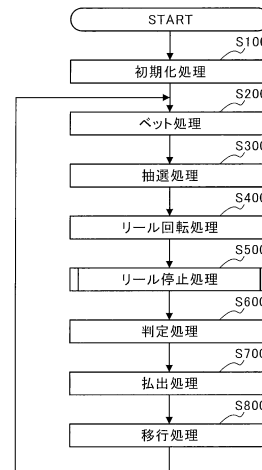 START
S100
初期化処理
S200
ベット処理
S300
抽選処理
S400
リール回転処理
S500
リール停止処理
S600
判定処理
S700
払出処理
S800
移行処理